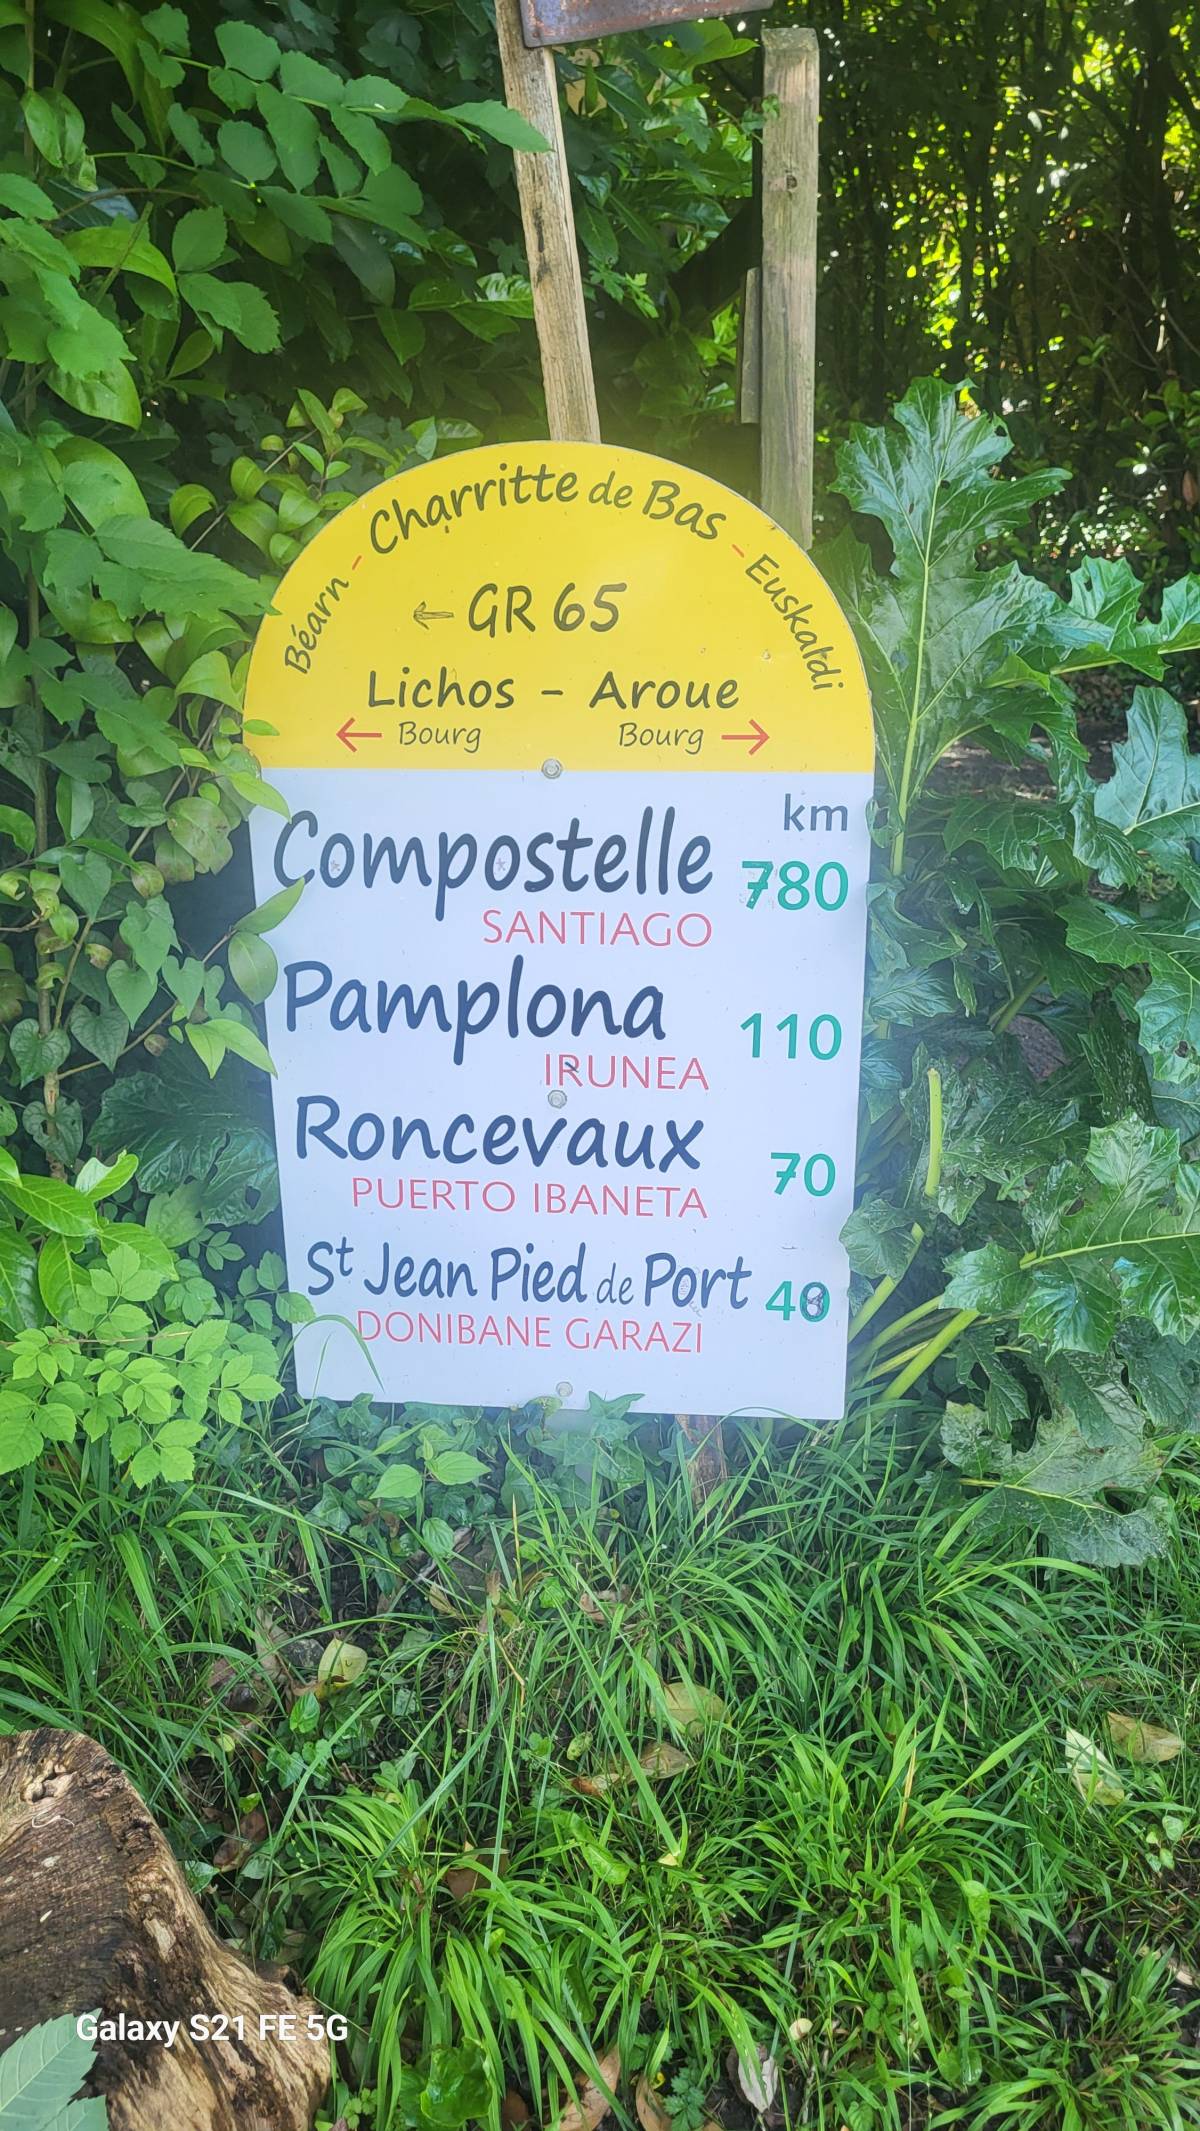 Béarn - Charritte de Bas - Euskaldi
← GR 65
Lichos - Aroue
← Bourg Bourg →
km
Compostelle 780
SANTIAGO
Pamplona 110
IRUNEA
Roncevaux 70
PUERTO IBANETA
St Jean Pied de Port 40
DONIBANE GARAZI
Galaxy S21 FE 5G